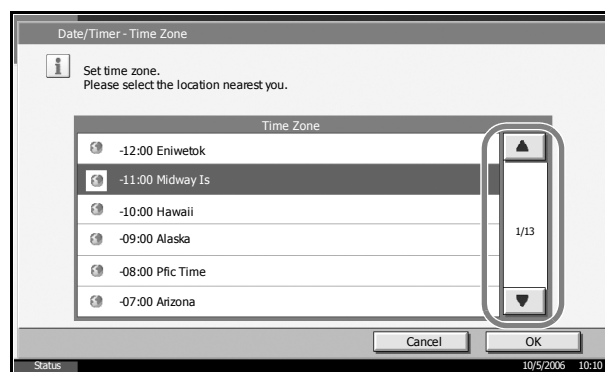 Date/Timer - Time Zone
Set time zone.
Please select the location nearest you.
Time Zone
-12:00 Eniwetok
-11:00 Midway Is
-10:00 Hawaii
-09:00 Alaska
1/13
-08:00 Pfic Time
-07:00 Arizona
Cancel
OK
Status
10/5/2006 10:10